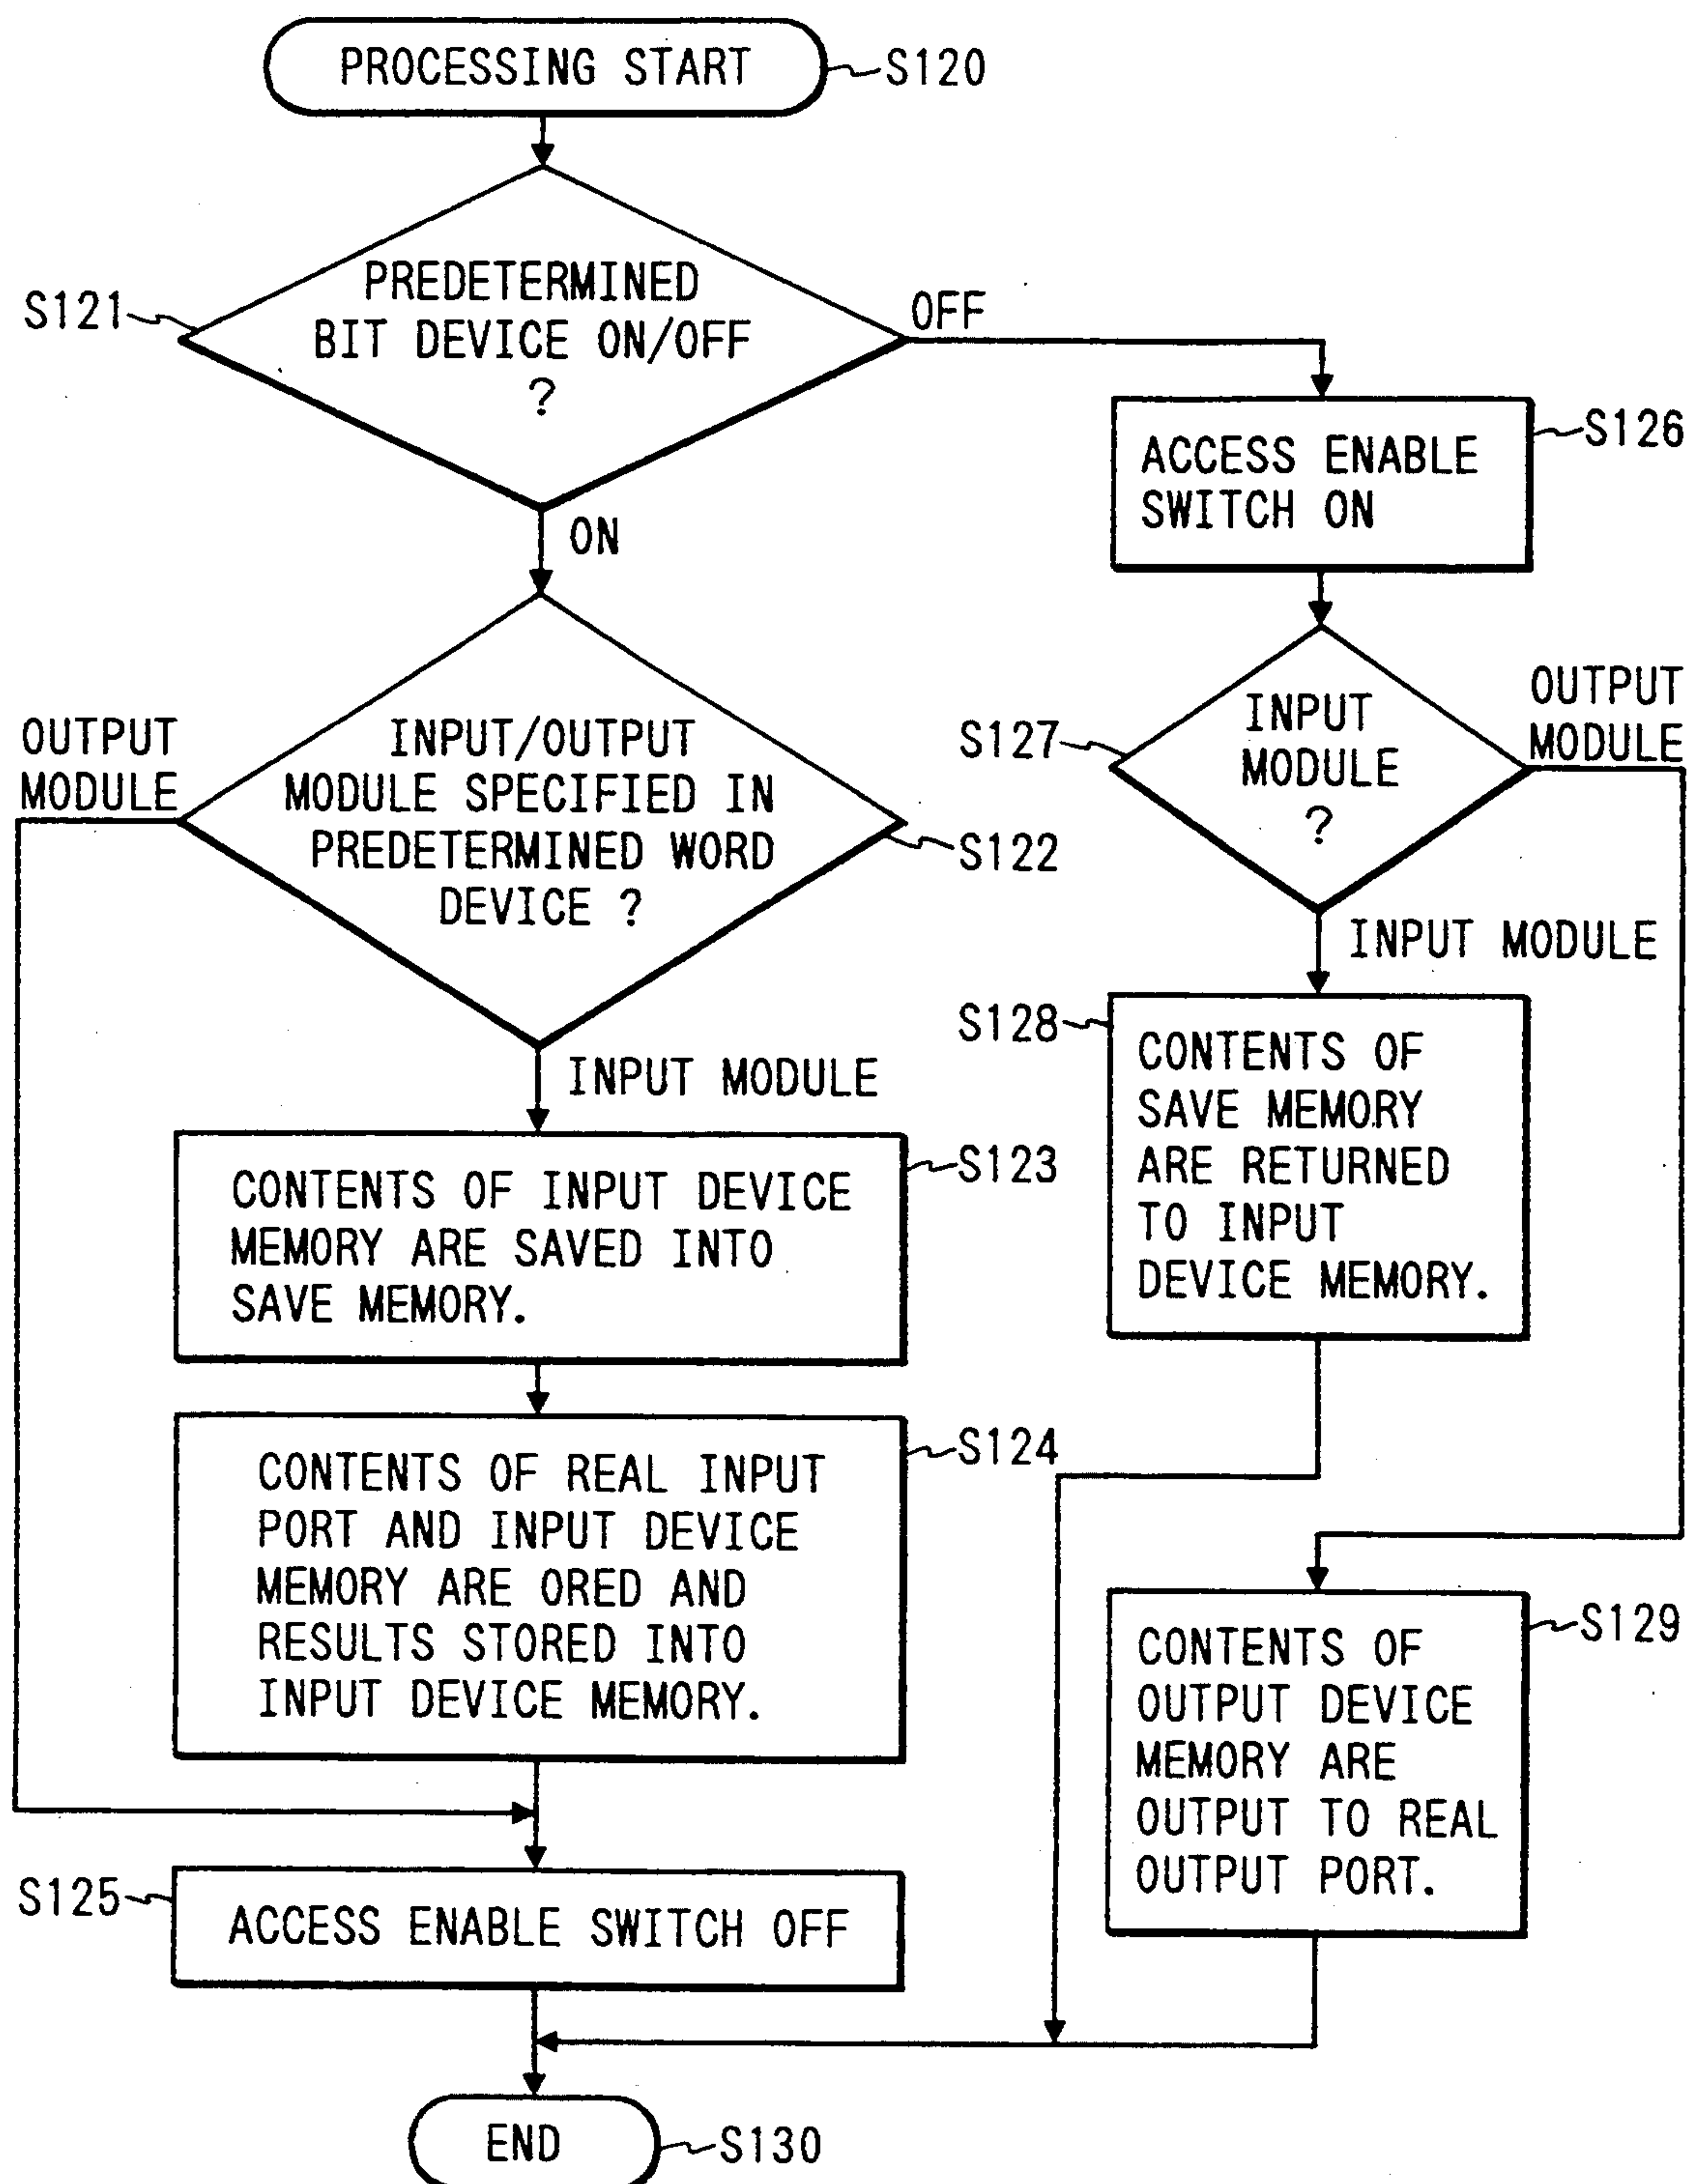 PROCESSING START
S120
S121
PREDETERMINED
BIT DEVICE ON/OFF
?
OFF
ON
S126
ACCESS ENABLE
SWITCH ON
OUTPUT
MODULE
INPUT/OUTPUT
MODULE SPECIFIED IN
PREDETERMINED WORD
DEVICE ?
S122
S127
INPUT
MODULE
?
OUTPUT
MODULE
INPUT MODULE
INPUT MODULE
S123
CONTENTS OF INPUT DEVICE
MEMORY ARE SAVED INTO
SAVE MEMORY.
S128
CONTENTS OF
SAVE MEMORY
ARE RETURNED
TO INPUT
DEVICE MEMORY.
S124
CONTENTS OF REAL INPUT
PORT AND INPUT DEVICE
MEMORY ARE ORED AND
RESULTS STORED INTO
INPUT DEVICE MEMORY.
S129
CONTENTS OF
OUTPUT DEVICE
MEMORY ARE
OUTPUT TO REAL
OUTPUT PORT.
S125
ACCESS ENABLE SWITCH OFF
END
S130